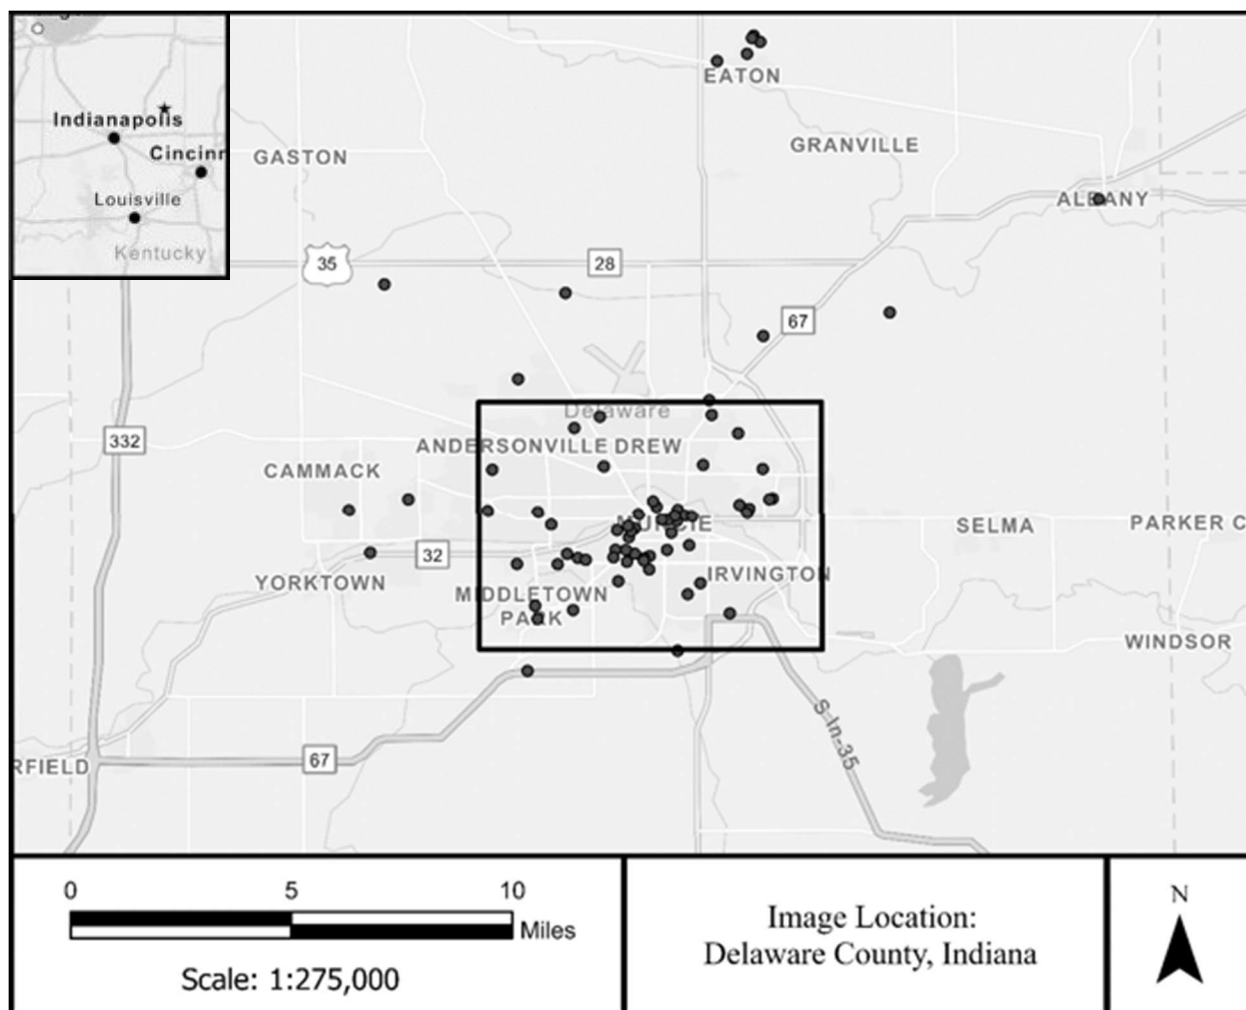 Indianapolis
Cincinr
Louisville
Kentucky
EATON
GASTON
GRANVILLE
ALBANY
35
28
67
332
Delaware
ANDERSONVILLE DREW
CAMMACK
MUNCIE
SELMA
PARKER C
32
YORKTOWN
IRVINGTON
MIDDLETOWN
PARK
WINDSOR
S In-35
67
RFIELD
0 5 10
Miles
Scale: 1:275,000
Image Location:
Delaware County, Indiana
N